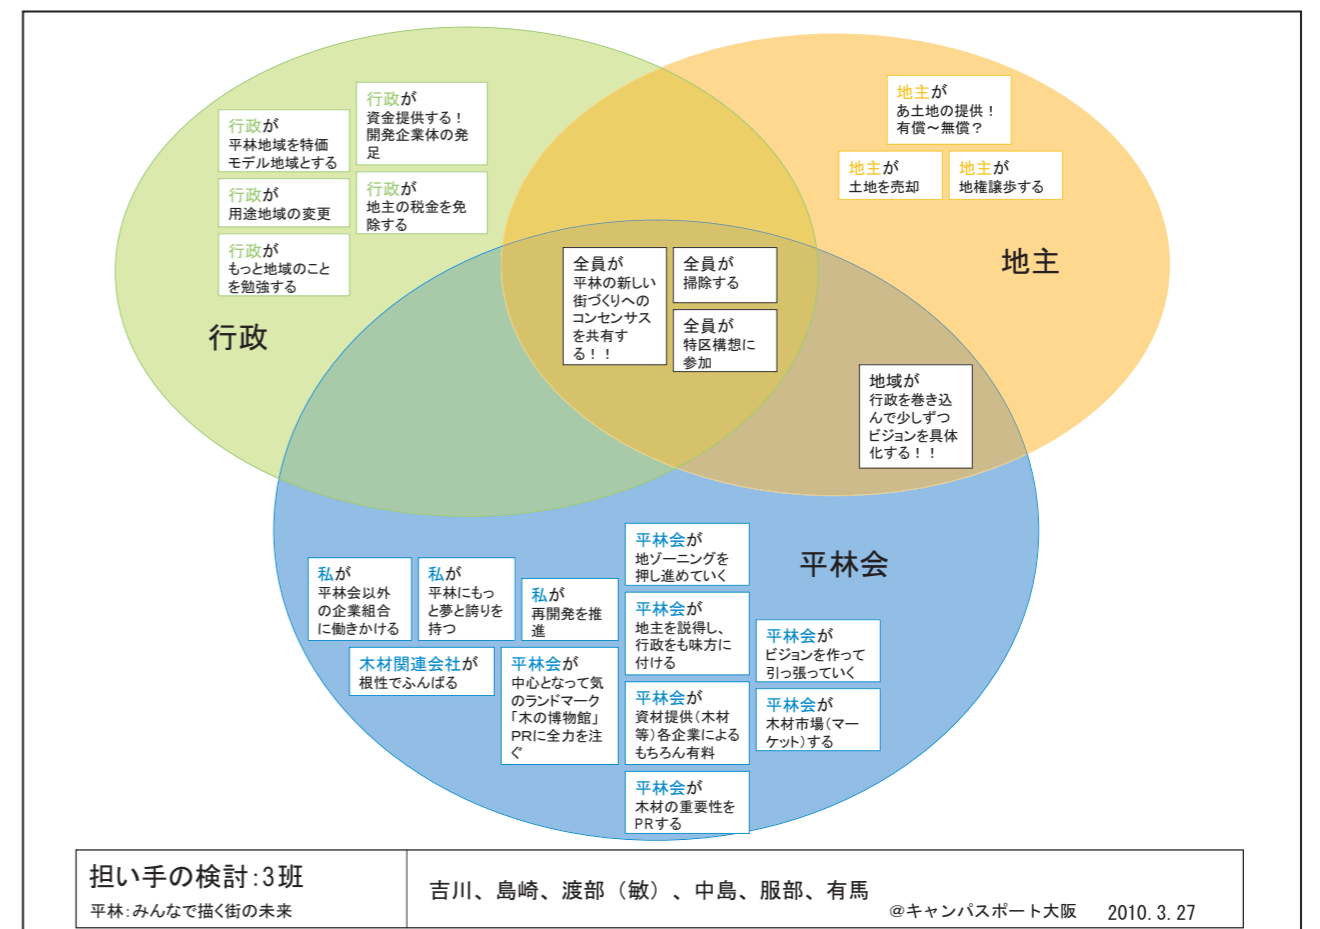 行政が
資金提供する！
開発企業体の発
足
行政が
平林地域を特価
モデル地域とする
行政が
用途地域の変更
行政が
地主の税金を免
除する
行政が
もっと地域のこと
を勉強する
行政
地主が
あ土地の提供！
有償～無償？
地主が
土地を売却
地主が
地権譲歩する
地主
全員が
平林の新しい
街づくりへの
コンセンサス
を共有す
る！！
全員が
掃除する
全員が
特区構想に
参加
地域が
行政を巻き込
んで少しずつ
ビジョンを具体
化する！！
平林会
平林会が
地ゾーニングを
押し進めていく
私が
平林会以外
の企業組合
に働きかける
私が
平林にもっ
と夢と誇りを
持つ
私が
再開発を推
進
平林会が
地主を説得し、
行政をも味方に
付ける
平林会が
ビジョンを作って
引っ張っていく
木材関連会社が
根性でふんばる
平林会が
中心となって気
のランドマーク
「木の博物館」
PRに全力を注
ぐ
平林会が
資材提供（木材
等）各企業による
もちろん有料
平林会が
木材市場（マー
ケット）する
平林会が
木材の重要性を
PRする
担い手の検討：3班
平林：みんなで描く街の未来
吉川、島崎、渡部（敏）、中島、服部、有馬
＠キャンパスポート大阪　2010.3.27